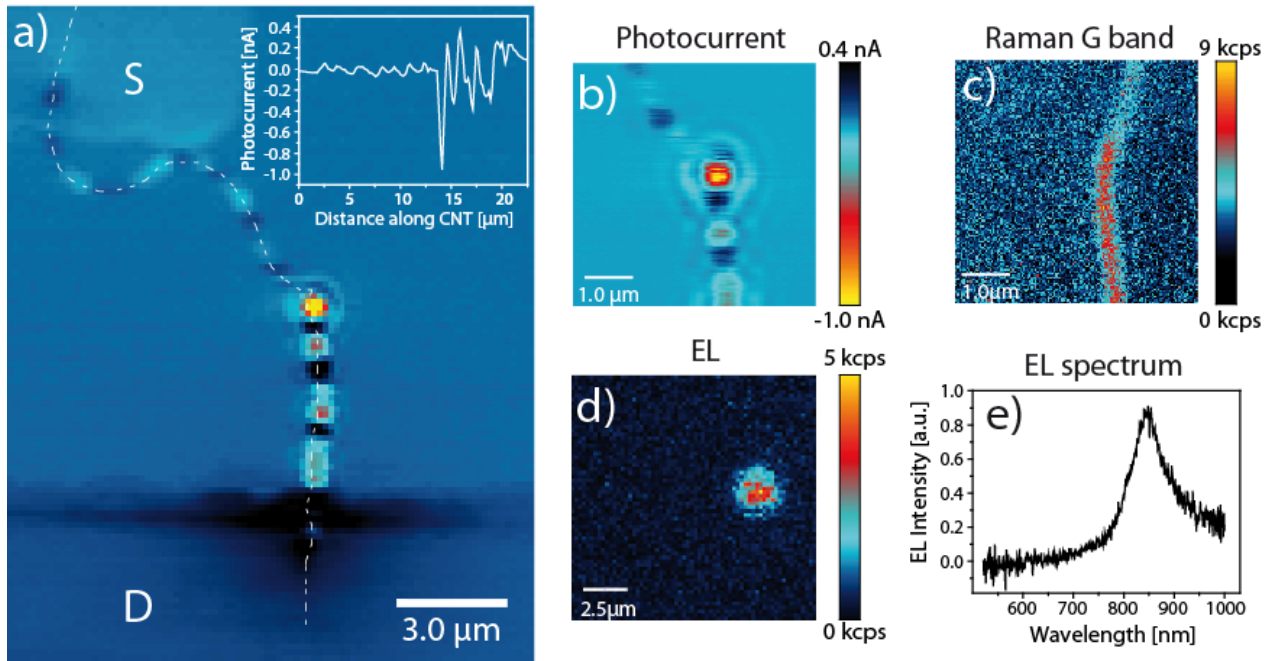 a)
S
D
3.0 µm
Photocurrent [nA]
0.4
0.2
0.0
-0.2
-0.4
-0.6
-0.8
-1.0
0
5
10
15
20
Distance along CNT [µm]
Photocurrent
b)
1.0 µm
0.4 nA
-1.0 nA
Raman G band
c)
1.0µm
9 kcps
0 kcps
EL
d)
2.5µm
5 kcps
0 kcps
EL spectrum
e)
EL Intensity [a.u.]
1.0
0.8
0.6
0.4
0.2
0.0
600
700
800
900
1000
Wavelength [nm]